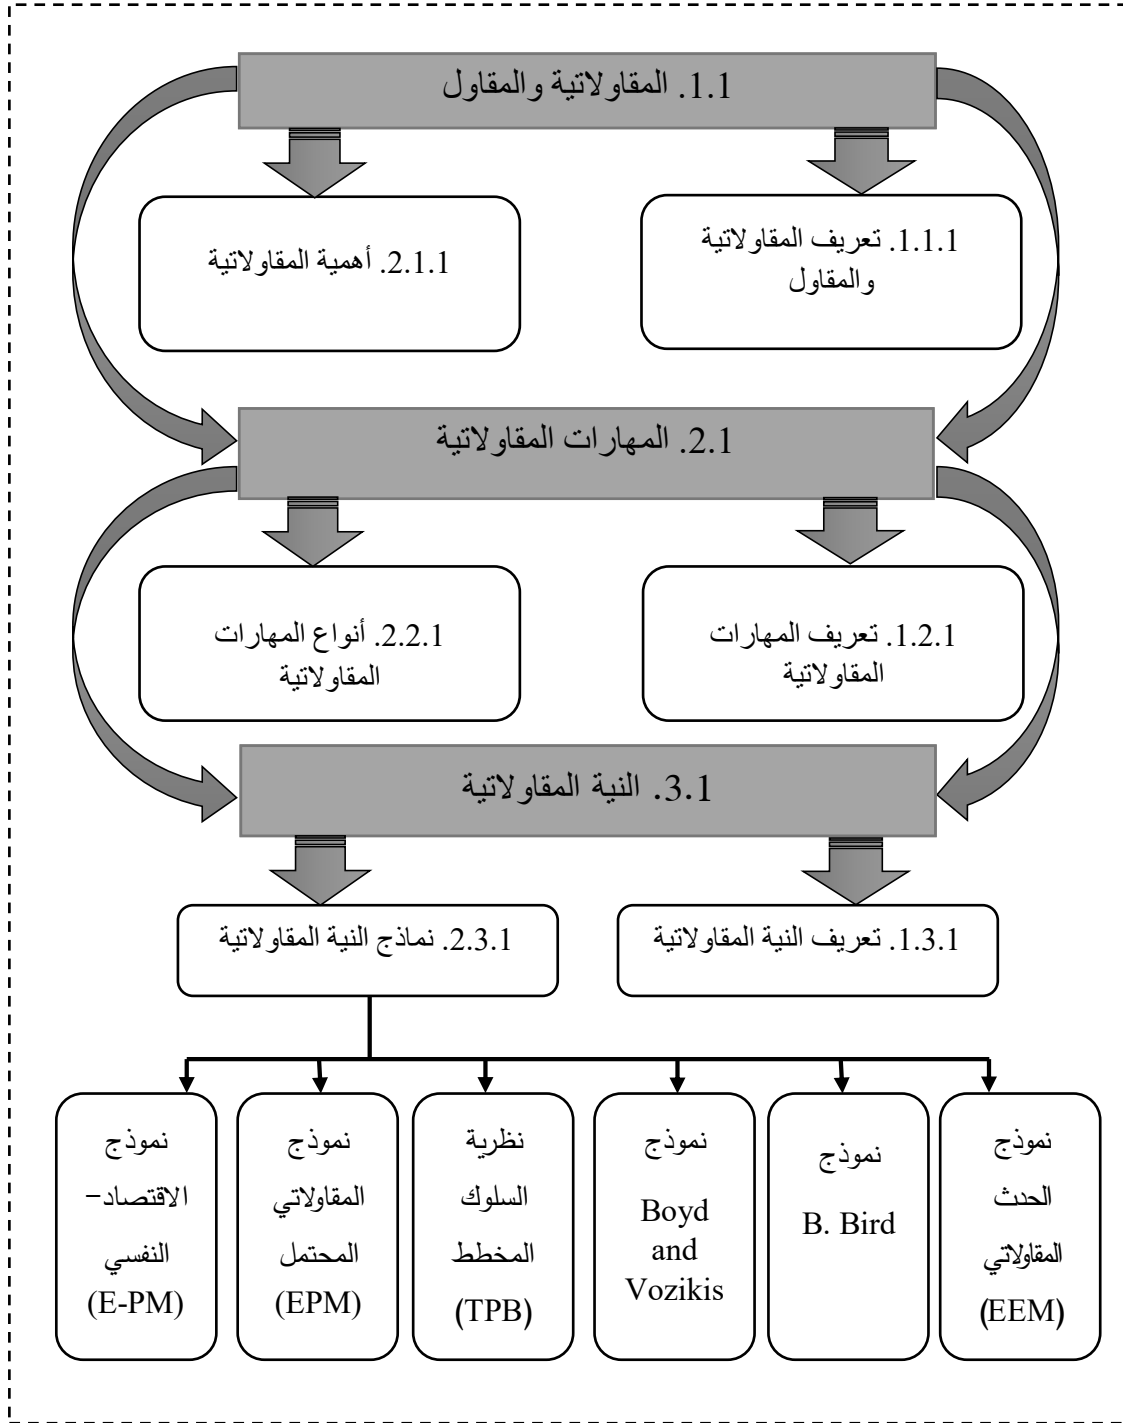 1.1. المقاولاتية والمقاول
1.1.1. تعريف المقاولاتية
والمقاول
2.1.1. أهمية المقاولاتية
2.1. المهارات المقاولاتية
1.2.1. تعريف المهارات
المقاولاتية
2.2.1. أنواع المهارات
المقاولاتية
3.1. النية المقاولاتية
1.3.1. تعريف النية المقاولاتية
2.3.1. نماذج النية المقاولاتية
نموذج
الحدث
المقاولاتي
(EEM)
نموذج
B. Bird
نموذج
Boyd
and
Vozikis
نظرية
السلوك
المخطط
(TPB)
نموذج
المقاولاتي
المحتمل
(EPM)
نموذج
الاقتصاد–
النفسي
(E-PM)